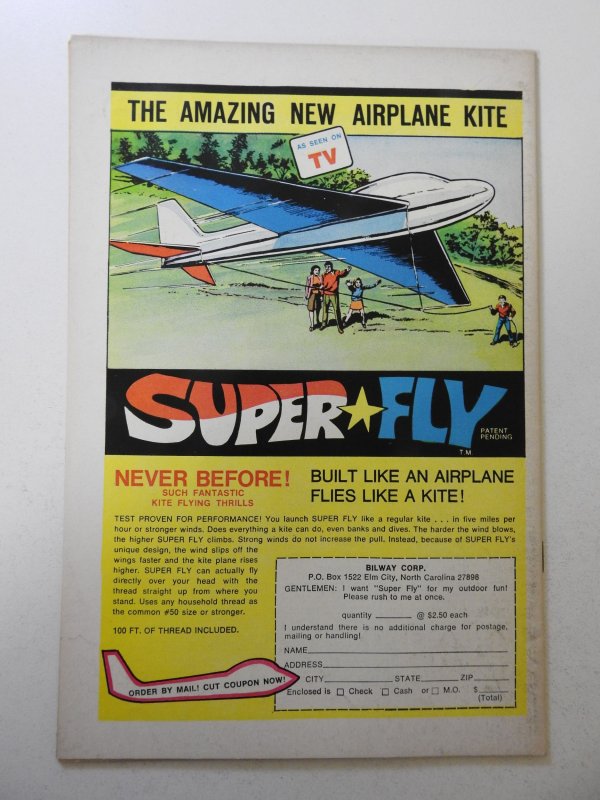 THE AMAZING NEW AIRPLANE KITE
AS SEEN ON
TV
SUPER FLY
PATENT
PENDING
T.M.
NEVER BEFORE!
SUCH FANTASTIC
KITE FLYING THRILLS
BUILT LIKE AN AIRPLANE
FLIES LIKE A KITE!
TEST PROVEN FOR PERFORMANCE! You launch SUPER FLY like a regular kite . . . in five miles per
hour or stronger winds. Does everything a kite can do, even banks and dives. The harder the wind blows,
the higher SUPER FLY climbs. Strong winds do not increase the pull. Instead, because of SUPER FLY's
unique design, the wind slips off the
wings faster and the kite plane rises
higher. SUPER FLY can actually fly
directly over your head with the
thread straight up from where you
stand. Uses any household thread as
the common #50 size or stronger.
100 FT. OF THREAD INCLUDED.
ORDER BY MAIL! CUT COUPON NOW!
BILWAY CORP.
P.O. Box 1522 Elm City, North Carolina 27898
GENTLEMEN: I want "Super Fly" for my outdoor fun!
Please rush to me at once.
quantity ________ @ $2.50 each
I understand there is no additional charge for postage,
mailing or handling!
NAME
ADDRESS
CITY STATE ZIP
Enclosed is □ Check □ Cash or □ M.O. $
(Total)